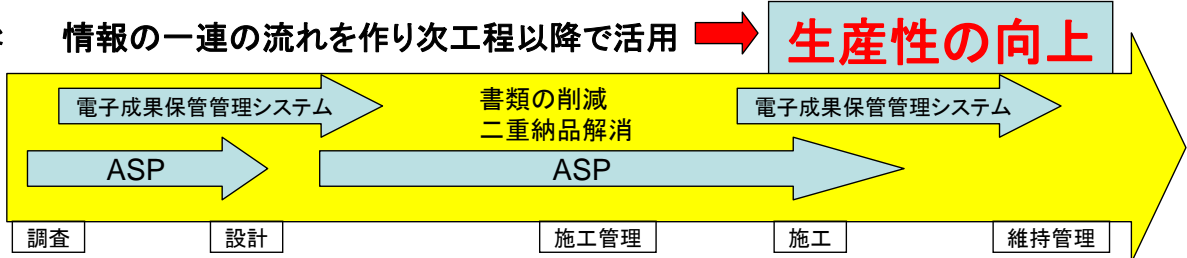 情報の一連の流れを作り次工程以降で活用
生産性の向上
電子成果保管管理システム
書類の削減
二重納品解消
電子成果保管管理システム
ASP
ASP
調査
設計
施工管理
施工
維持管理